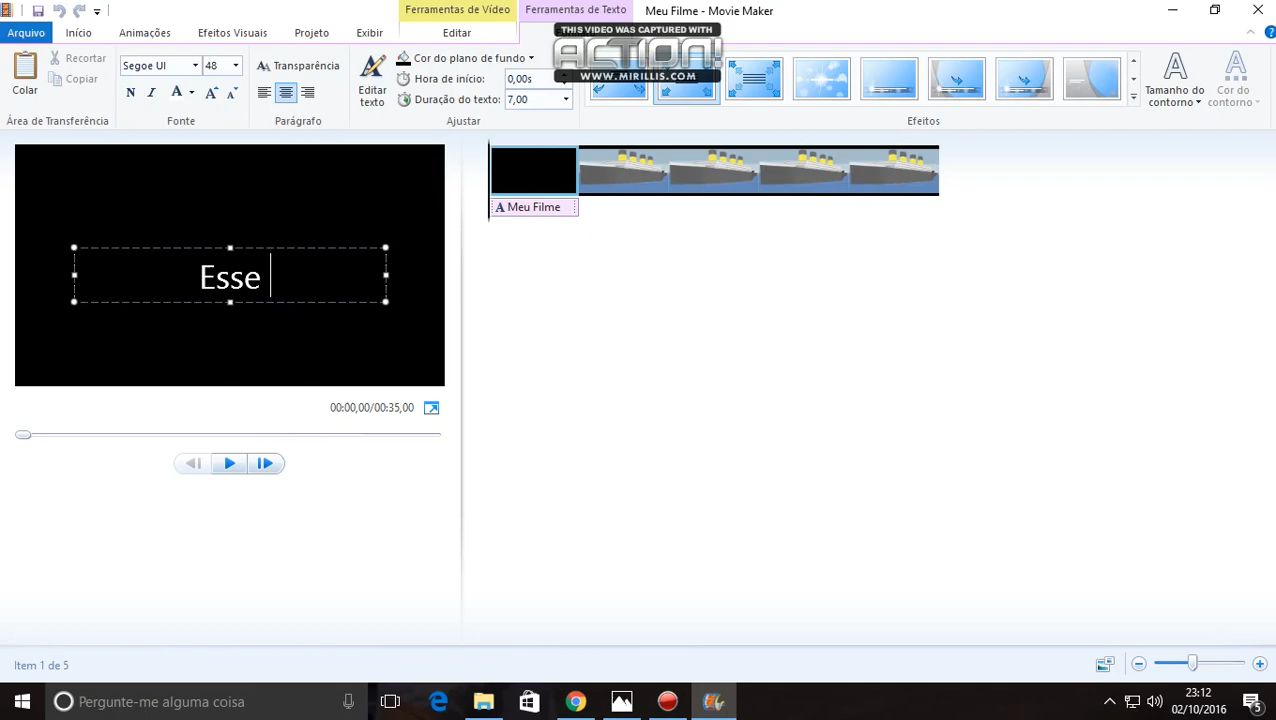 Ferramentas de Vídeo
Ferramentas de Texto
Meu Filme - Movie Maker
Arquivo
Início
Animações
Efeitos Visuais
Projeto
Exibir
Editar
THIS VIDEO WAS CAPTURED WITH
ACTION!
WWW.MIRILLIS.COM
Colar
Recortar
Copiar
Área de Transferência
Segoe UI
48
N
I
A
A
A
Fonte
Transparência
Parágrafo
Editar
texto
Cor do plano de fundo
Hora de início:
0,00s
Duração do texto:
7,00
Ajustar
Efeitos
Tamanho do
contorno
Cor do
contorno
A Meu Filme
Esse
00:00,00/00:35,00
Item 1 de 5
Pergunte-me alguma coisa
23:12
02/10/2016
5